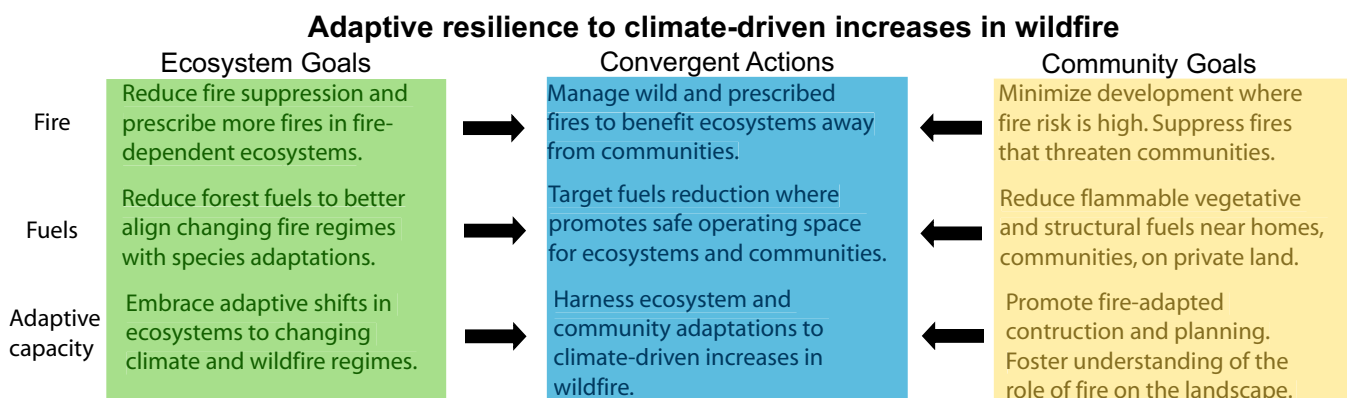 Adaptive resilience to climate-driven increases in wildfire
Ecosystem Goals
Convergent Actions
Community Goals
Fire
Reduce fire suppression and
prescribe more fires in fire-
dependent ecosystems.
Manage wild and prescribed
fires to benefit ecosystems away
from communities.
Minimize development where
fire risk is high. Suppress fires
that threaten communities.
Fuels
Reduce forest fuels to better
align changing fire regimes
with species adaptations.
Target fuels reduction where
promotes safe operating space
for ecosystems and communities.
Reduce flammable vegetative
and structural fuels near homes,
communities, on private land.
Adaptive
capacity
Embrace adaptive shifts in
ecosystems to changing
climate and wildfire regimes.
Harness ecosystem and
community adaptations to
climate-driven increases in
wildfire.
Promote fire-adapted
contruction and planning.
Foster understanding of the
role of fire on the landscape.